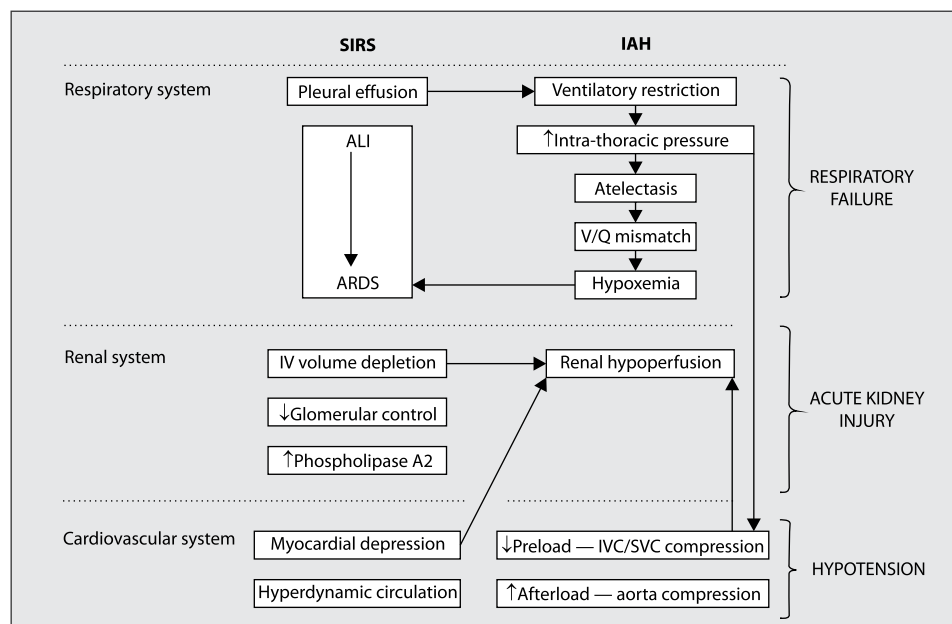 SIRS IAH
Respiratory system
Pleural effusion
Ventilatory restriction
ALI
↑Intra-thoracic pressure
Atelectasis
V/Q mismatch
ARDS
Hypoxemia
RESPIRATORY
FAILURE
Renal system
IV volume depletion
Renal hypoperfusion
↓Glomerular control
↑Phospholipase A2
ACUTE KIDNEY
INJURY
Cardiovascular system
Myocardial depression
↓Preload — IVC/SVC compression
Hyperdynamic circulation
↑Afterload — aorta compression
HYPOTENSION